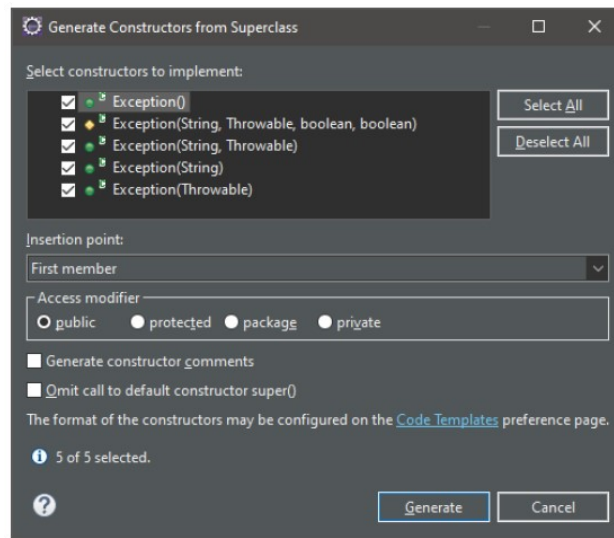 Generate Constructors from Superclass
Select constructors to implement:
Exception()
Exception(String, Throwable, boolean, boolean)
Exception(String, Throwable)
Exception(String)
Exception(Throwable)
Select All
Deselect All
Insertion point:
First member
Access modifier
public protected package private
Generate constructor comments
Omit call to default constructor super()
The format of the constructors may be configured on the Code Templates preference page.
5 of 5 selected.
Generate Cancel